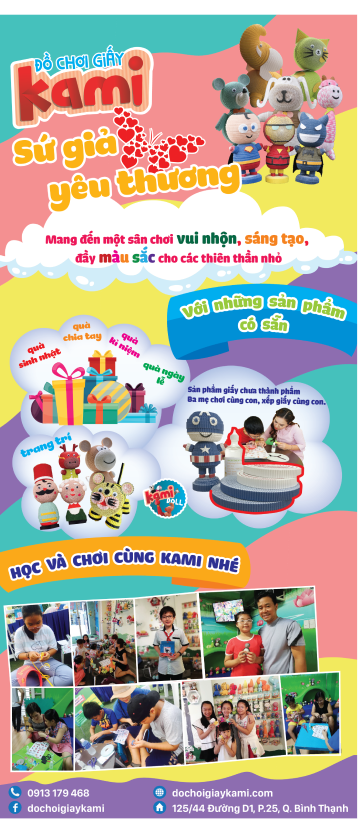 ĐỒ CHƠI GIẤY
kami
Sứ giả
yêu thương
Mang đến một sân chơi vui nhộn, sáng tạo,
đầy màu sắc cho các thiên thần nhỏ
Với những sản phẩm
có sẵn
quà
sinh nhật
quà
chia tay
quà
kỉ niệm
quà ngày
lễ
Sản phẩm giấy chưa thành phẩm
Ba mẹ chơi cùng con, xếp giấy cùng con.
trang trí
kami
DOLL
HỌC VÀ CHƠI CÙNG KAMI NHÉ
0913 179 468
dochoigiaykami.com
dochoigiaykami
125/44 Đường D1, P.25, Q. Bình Thạnh